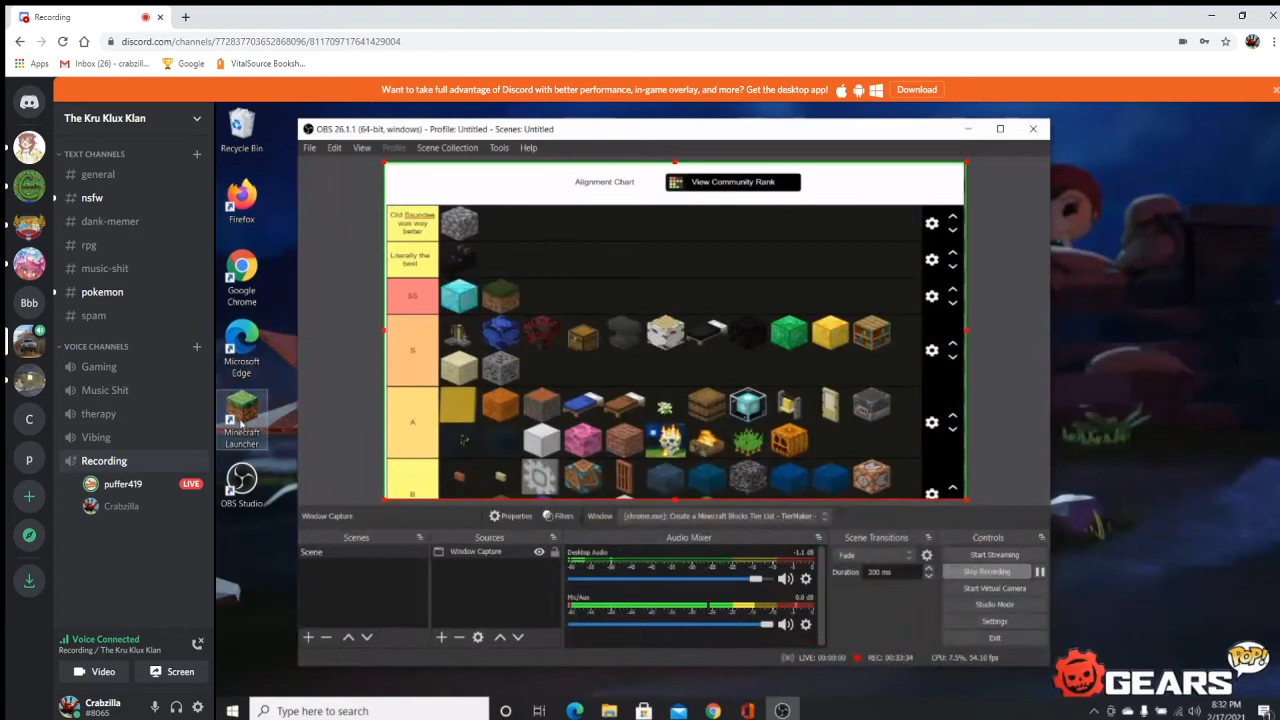 Recording
discord.com/channels/772837703652868096/811709717641429004
Apps
Inbox (26) - crabzill...
Google
VitalSource Booksh...
Want to take full advantage of Discord with better performance, in-game overlay, and more? Get the desktop app!
Download
The Kru Klux Klan
TEXT CHANNELS
general
nsfw
dank-memer
rpg
music-shit
pokemon
spam
VOICE CHANNELS
Gaming
Music Shit
therapy
Vibing
Recording
puffer419
LIVE
Crabzilla
Bbb
C
p
Voice Connected
Recording / The Kru Klux Klan
Video
Screen
Crabzilla
#8065
Recycle Bin
Firefox
Google
Chrome
Microsoft
Edge
Minecraft
Launcher
OBS Studio
OBS 26.1.1 (64-bit, windows) - Profile: Untitled - Scenes: Untitled
File Edit View Profile Scene Collection Tools Help
Alignment Chart
View Community Rank
Old Ssundee
was way
better
Literally the
best
SS
S
A
B
Window Capture
Properties
Filters
Window
[chrome.exe]: Create a Minecraft Blocks Tier List - TierMaker -
Scenes
Sources
Audio Mixer
Scene Transitions
Controls
Scene
Window Capture
Desktop Audio
-1.1 dB
Mic/Aux
0.0 dB
Fade
Duration
300 ms
Start Streaming
Stop Recording
Start Virtual Camera
Studio Mode
Settings
Exit
LIVE: 00:00:00
REC: 00:33:34
CPU: 7.5%, 54.10 fps
GEARS
POP!
Type here to search
8:32 PM
2/17/2021